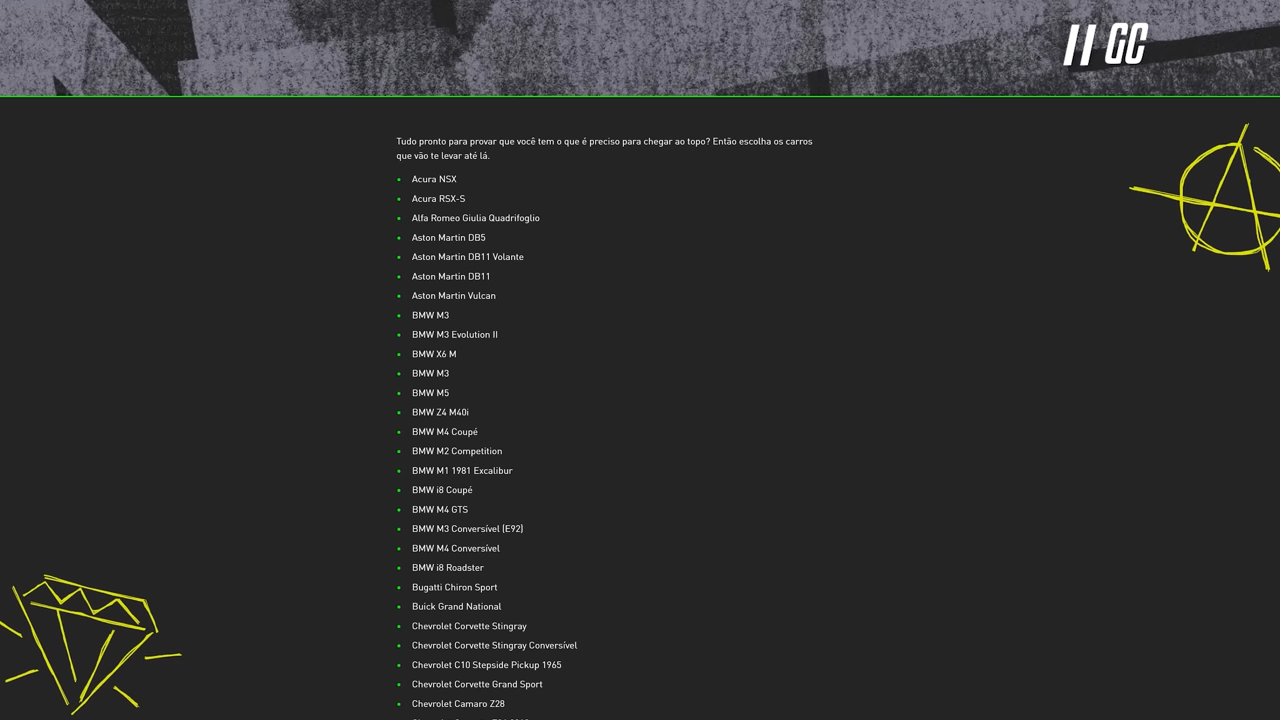 Tudo pronto para provar que você tem o que é preciso para chegar ao topo? Então escolha os carros
que vão te levar até lá.
Acura NSX
Acura RSX-S
Alfa Romeo Giulia Quadrifoglio
Aston Martin DB5
Aston Martin DB11 Volante
Aston Martin DB11
Aston Martin Vulcan
BMW M3
BMW M3 Evolution II
BMW X6 M
BMW M3
BMW M5
BMW Z4 M40i
BMW M4 Coupé
BMW M2 Competition
BMW M1 1981 Excalibur
BMW i8 Coupé
BMW M4 GTS
BMW M3 Conversível (E92)
BMW M4 Conversível
BMW i8 Roadster
Bugatti Chiron Sport
Buick Grand National
Chevrolet Corvette Stingray
Chevrolet Corvette Stingray Conversível
Chevrolet C10 Stepside Pickup 1965
Chevrolet Corvette Grand Sport
Chevrolet Camaro Z28